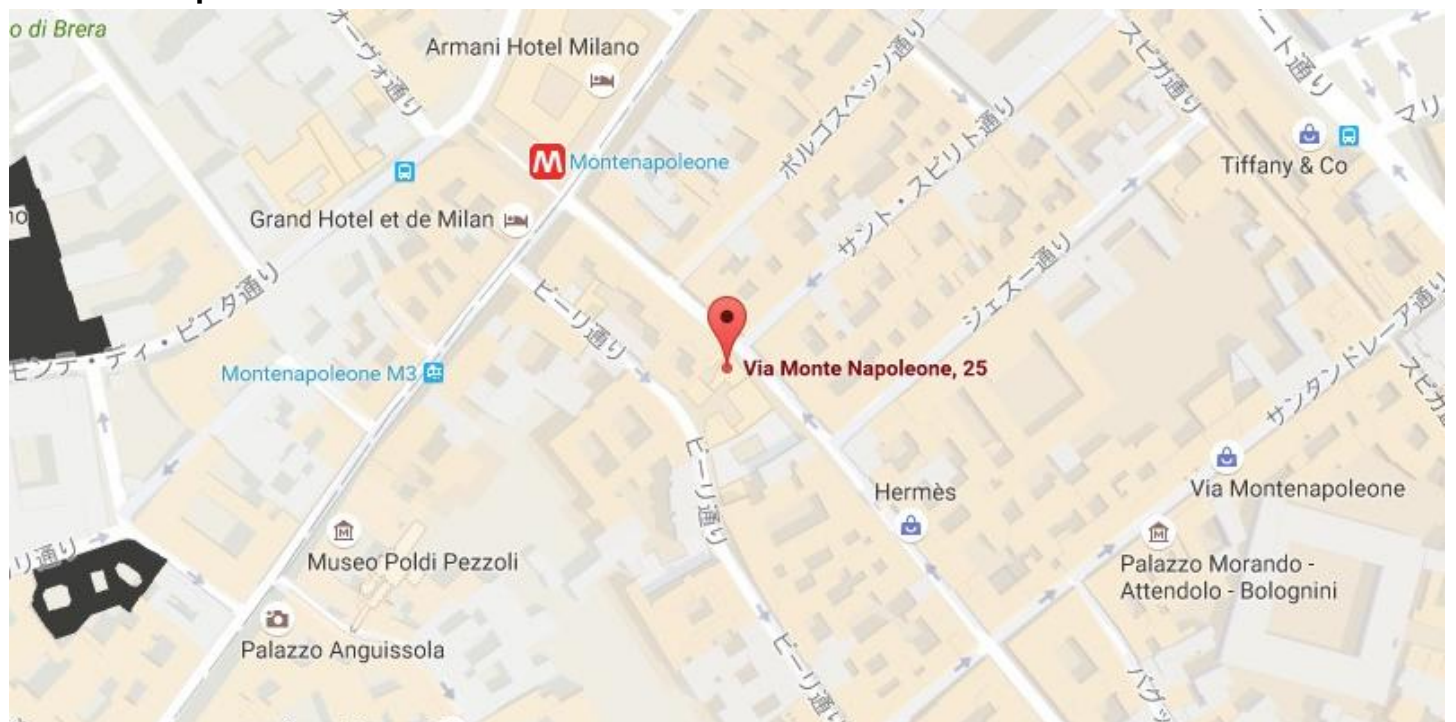 o di Brera
オーヴォ通り
Armani Hotel Milano
ボルゴスペッソ通り
スピガ通り
ート通り
マリ
Montenapoleone
サント・スピリト通り
Tiffany & Co
Grand Hotel et de Milan
no
モンテ・ディ・ピエタ通り
ビーリ通り
ジェズー通り
Montenapoleone M3
Via Monte Napoleone, 25
サンタンドレーア通り
スピガ
ビーリ通り
Hermès
Via Montenapoleone
リ通り
Museo Poldi Pezzoli
Palazzo Morando -
Attendolo - Bolognini
Palazzo Anguissola
ビーリ通り
バグッ